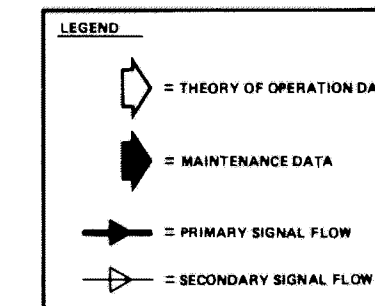 LEGEND
= THEORY OF OPERATION DA
= MAINTENANCE DATA
= PRIMARY SIGNAL FLOW
= SECONDARY SIGNAL FLOW